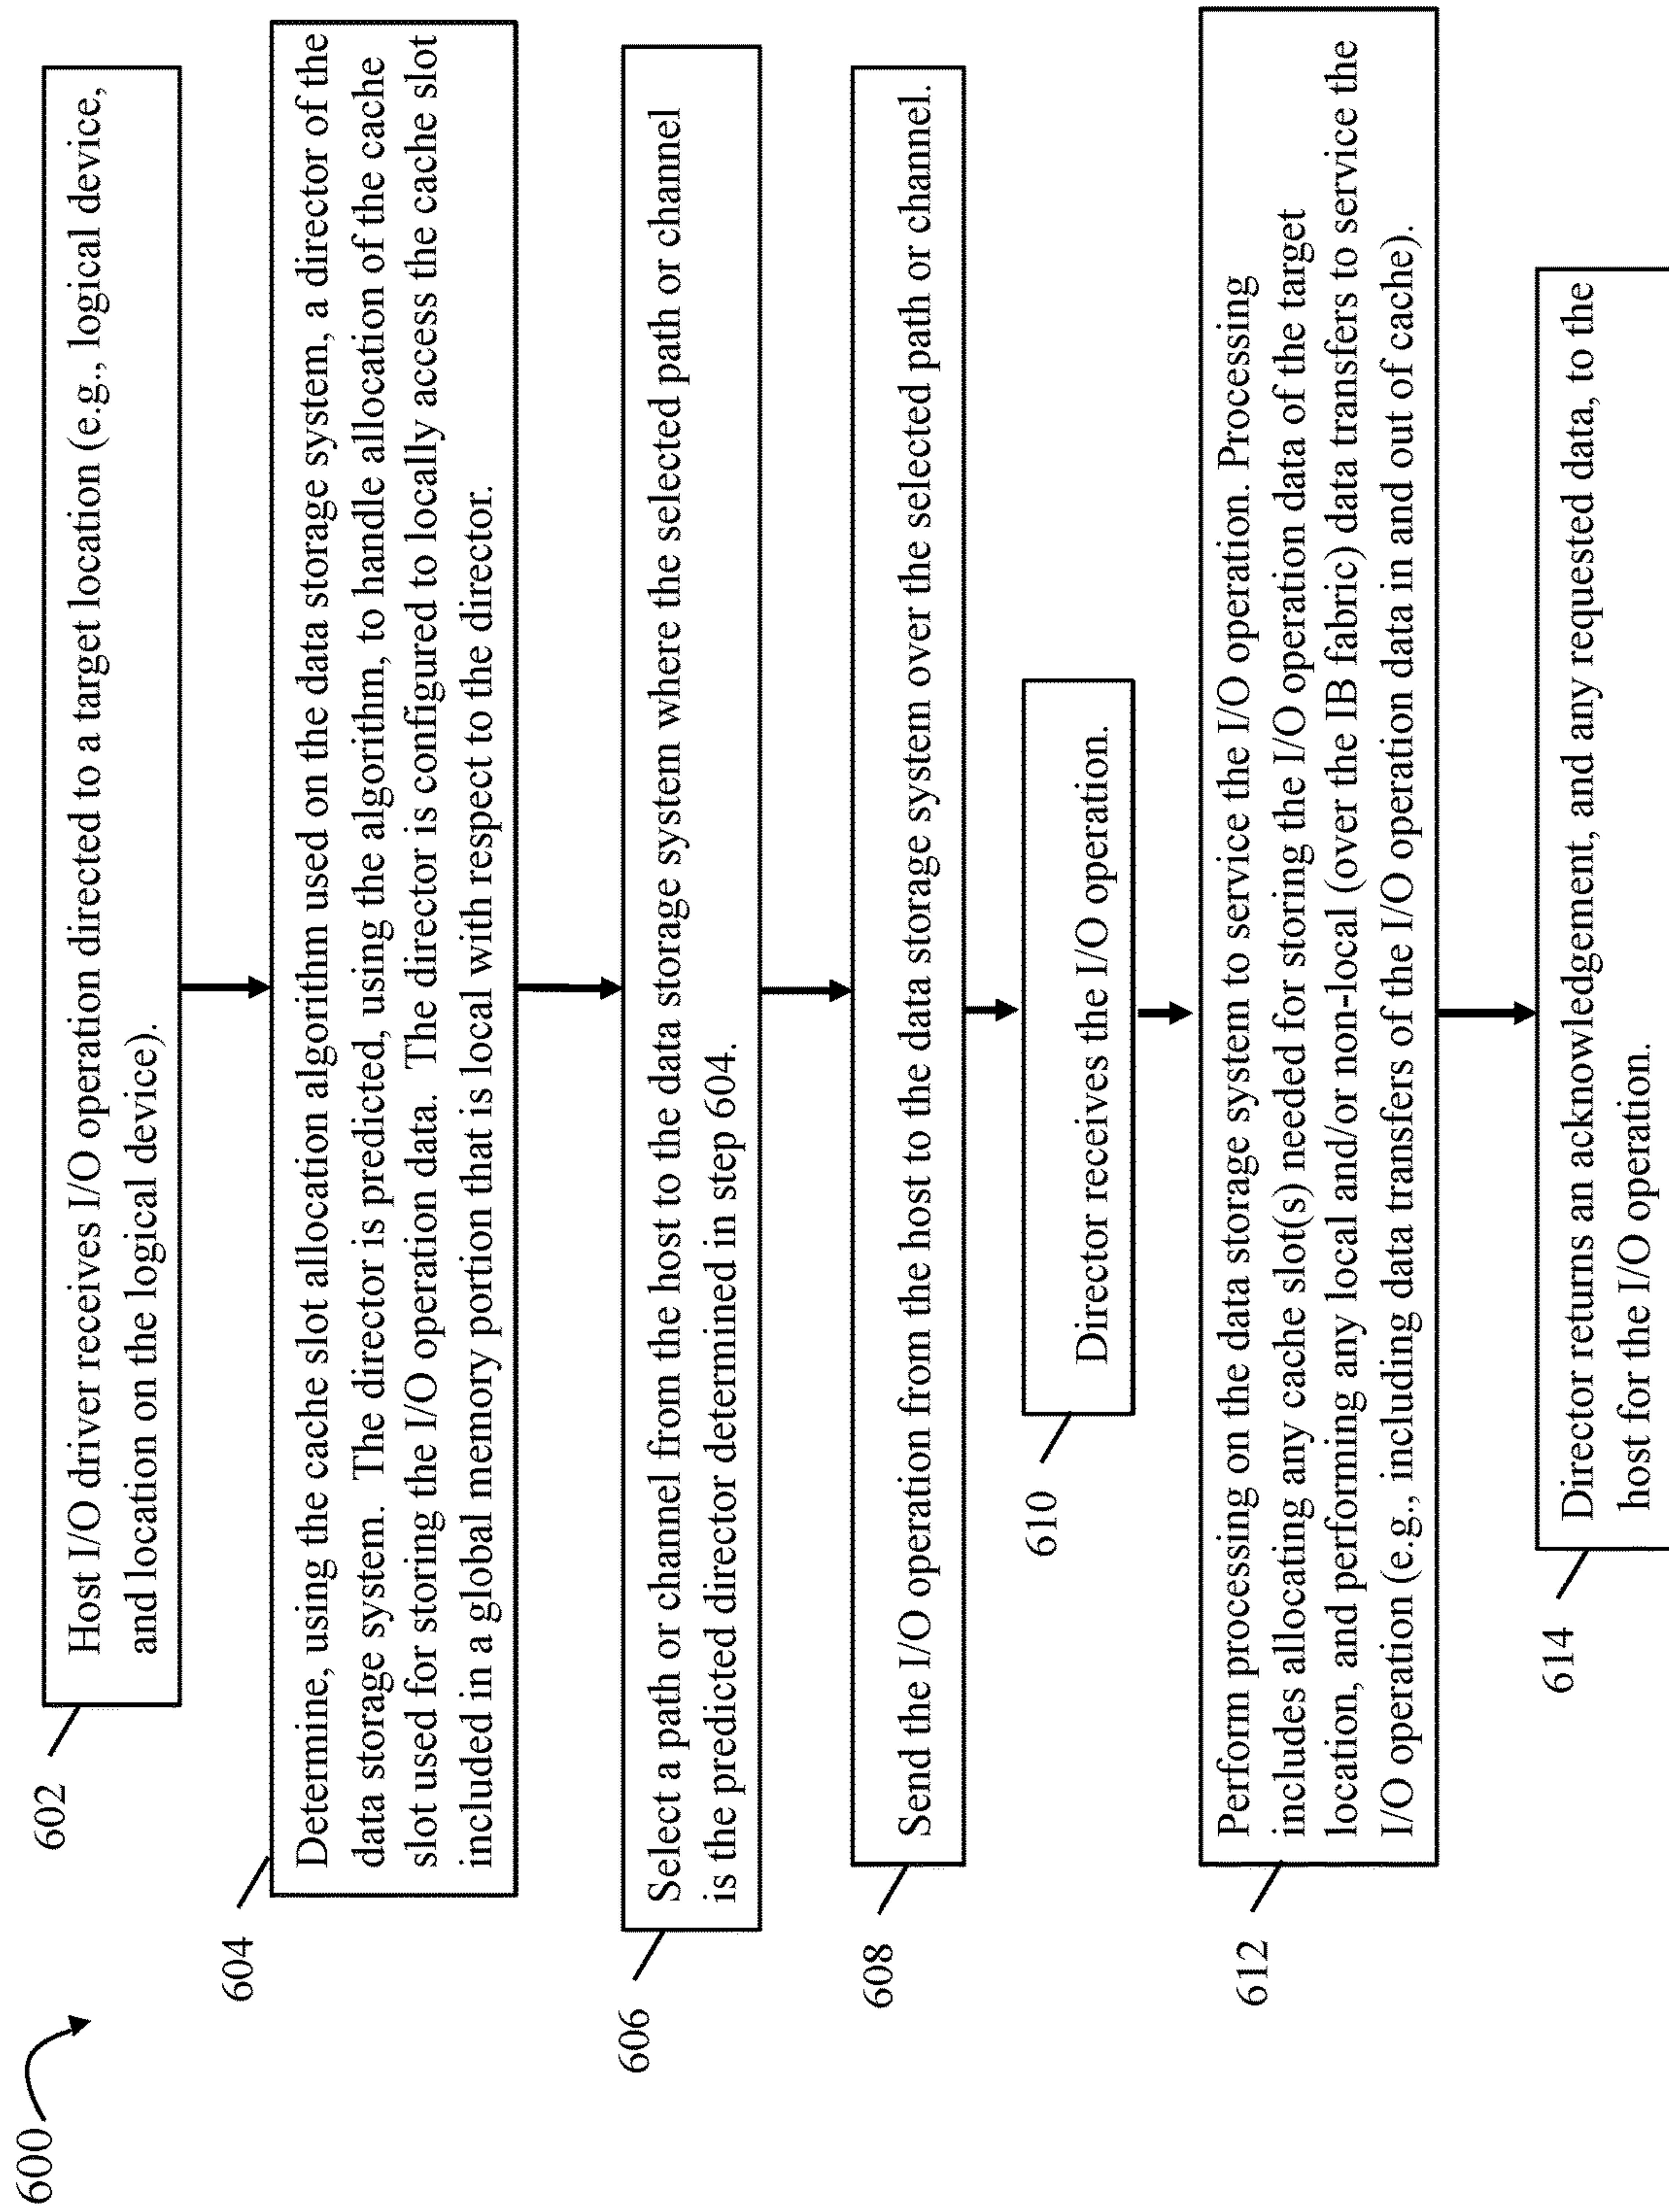 600
602
Host I/O driver receives I/O operation directed to a target location (e.g., logical device,
and location on the logical device).
604
Determine, using the cache slot allocation algorithm used on the data storage system, a director of the
data storage system.  The director is predicted, using the algorithm, to handle allocation of the cache
slot used for storing the I/O operation data.  The director is configured to locally access the cache slot
included in a global memory portion that is local with respect to the director.
606
Select a path or channel from the host to the data storage system where the selected path or channel
is the predicted director determined in step 604.
608
Send the I/O operation from the host to the data storage system over the selected path or channel.
610
Director receives the I/O operation.
612
Perform processing on the data storage system to service the I/O operation. Processing
includes allocating any cache slot(s) needed for storing the I/O operation data of the target
location, and performing any local and/or non-local (over the IB fabric) data transfers to service the
I/O operation (e.g., including data transfers of the I/O operation data in and out of cache).
614
Director returns an acknowledgement, and any requested data, to the
host for the I/O operation.